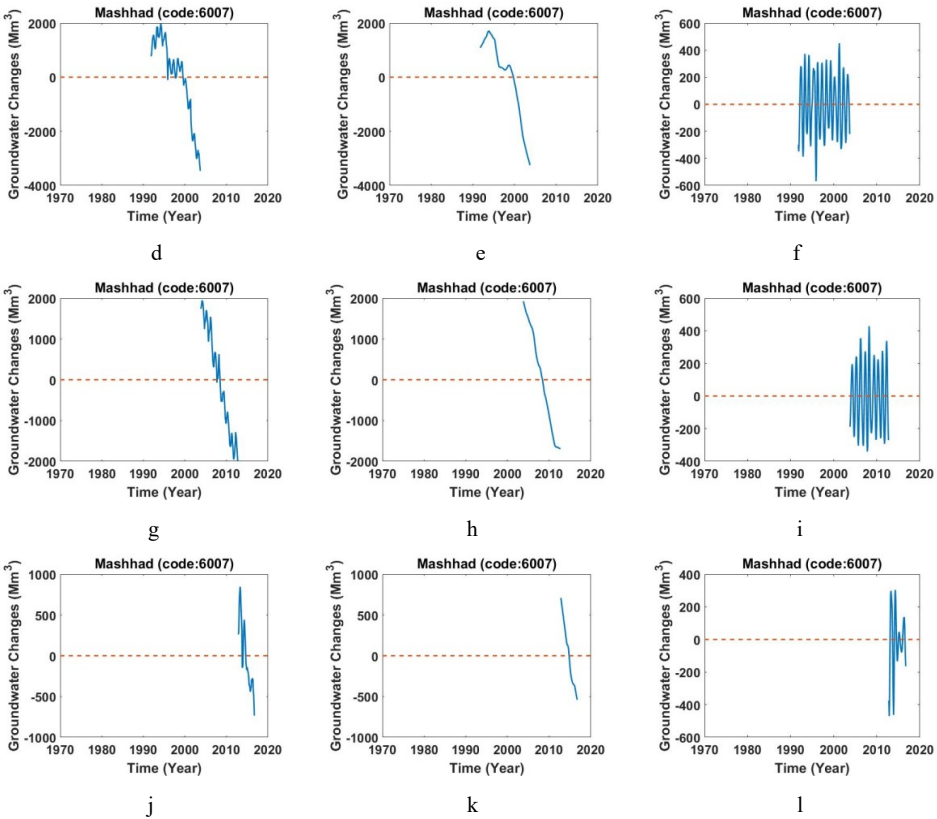 Mashhad (code:6007)
Groundwater Changes (Mm³)
2000
0
-2000
-4000
1970 1980 1990 2000 2010 2020
Time (Year)
d
Mashhad (code:6007)
Groundwater Changes (Mm³)
2000
0
-2000
-4000
1970 1980 1990 2000 2010 2020
Time (Year)
e
Mashhad (code:6007)
Groundwater Changes (Mm³)
600
400
200
0
-200
-400
-600
1970 1980 1990 2000 2010 2020
Time (Year)
f
Mashhad (code:6007)
Groundwater Changes (Mm³)
2000
1000
0
-1000
-2000
1970 1980 1990 2000 2010 2020
Time (Year)
g
Mashhad (code:6007)
Groundwater Changes (Mm³)
2000
1000
0
-1000
-2000
1970 1980 1990 2000 2010 2020
Time (Year)
h
Mashhad (code:6007)
Groundwater Changes (Mm³)
600
400
200
0
-200
-400
1970 1980 1990 2000 2010 2020
Time (Year)
i
Mashhad (code:6007)
Groundwater Changes (Mm³)
1000
500
0
-500
-1000
1970 1980 1990 2000 2010 2020
Time (Year)
j
Mashhad (code:6007)
Groundwater Changes (Mm³)
1000
500
0
-500
-1000
1970 1980 1990 2000 2010 2020
Time (Year)
k
Mashhad (code:6007)
Groundwater Changes (Mm³)
400
200
0
-200
-400
-600
1970 1980 1990 2000 2010 2020
Time (Year)
l